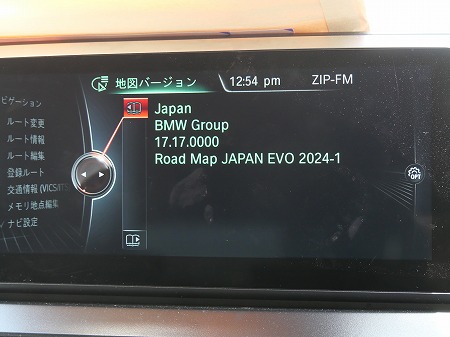 地図バージョン 12:54 pm ZIP-FM
ビゲーション
ルート変更
ルート情報
ルート編集
登録ルート
交通情報 (VICS/ITS
メモリ地点編集
ナビ設定
Japan
BMW Group
17.17.0000
Road Map JAPAN EVO 2024-1
OPT